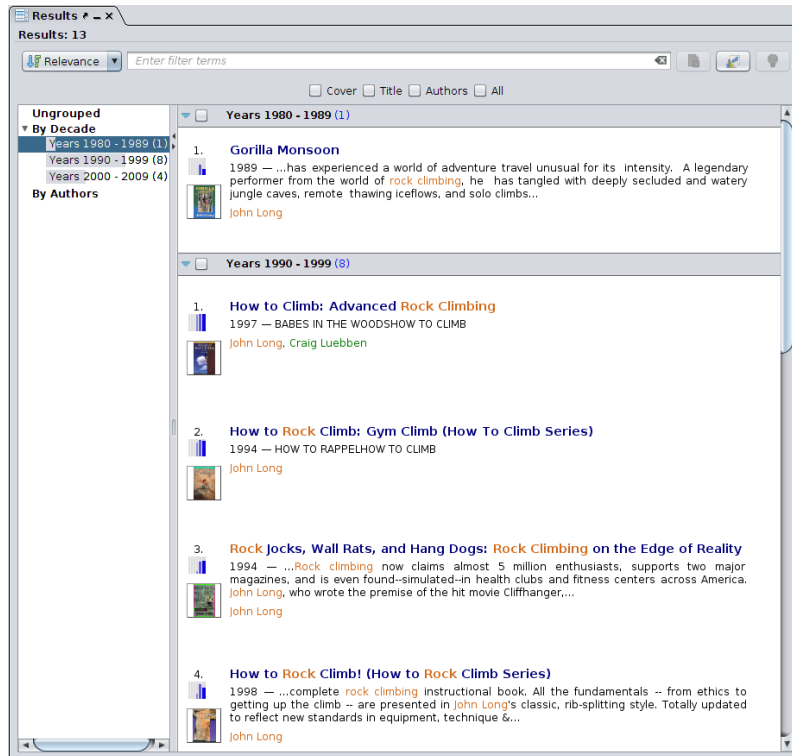 Results
Results: 13
Relevance
Enter filter terms
Cover Title Authors All
Ungrouped
By Decade
Years 1980 - 1989 (1)
Years 1990 - 1999 (8)
Years 2000 - 2009 (4)
By Authors
Years 1980 - 1989 (1)
1. Gorilla Monsoon
1989 — ...has experienced a world of adventure travel unusual for its intensity. A legendary
performer from the world of rock climbing, he has tangled with deeply secluded and watery
jungle caves, remote thawing iceflows, and solo climbs...
John Long
Years 1990 - 1999 (8)
1. How to Climb: Advanced Rock Climbing
1997 — BABES IN THE WOODSHOW TO CLIMB
John Long, Craig Luebben
2. How to Rock Climb: Gym Climb (How To Climb Series)
1994 — HOW TO RAPPELHOW TO CLIMB
John Long
3. Rock Jocks, Wall Rats, and Hang Dogs: Rock Climbing on the Edge of Reality
1994 — ...Rock climbing now claims almost 5 million enthusiasts, supports two major
magazines, and is even found--simulated--in health clubs and fitness centers across America.
John Long, who wrote the premise of the hit movie Cliffhanger,...
John Long
4. How to Rock Climb! (How to Rock Climb Series)
1998 — ...complete rock climbing instructional book. All the fundamentals -- from ethics to
getting up the climb -- are presented in John Long's classic, rib-splitting style. Totally updated
to reflect new standards in equipment, technique &...
John Long